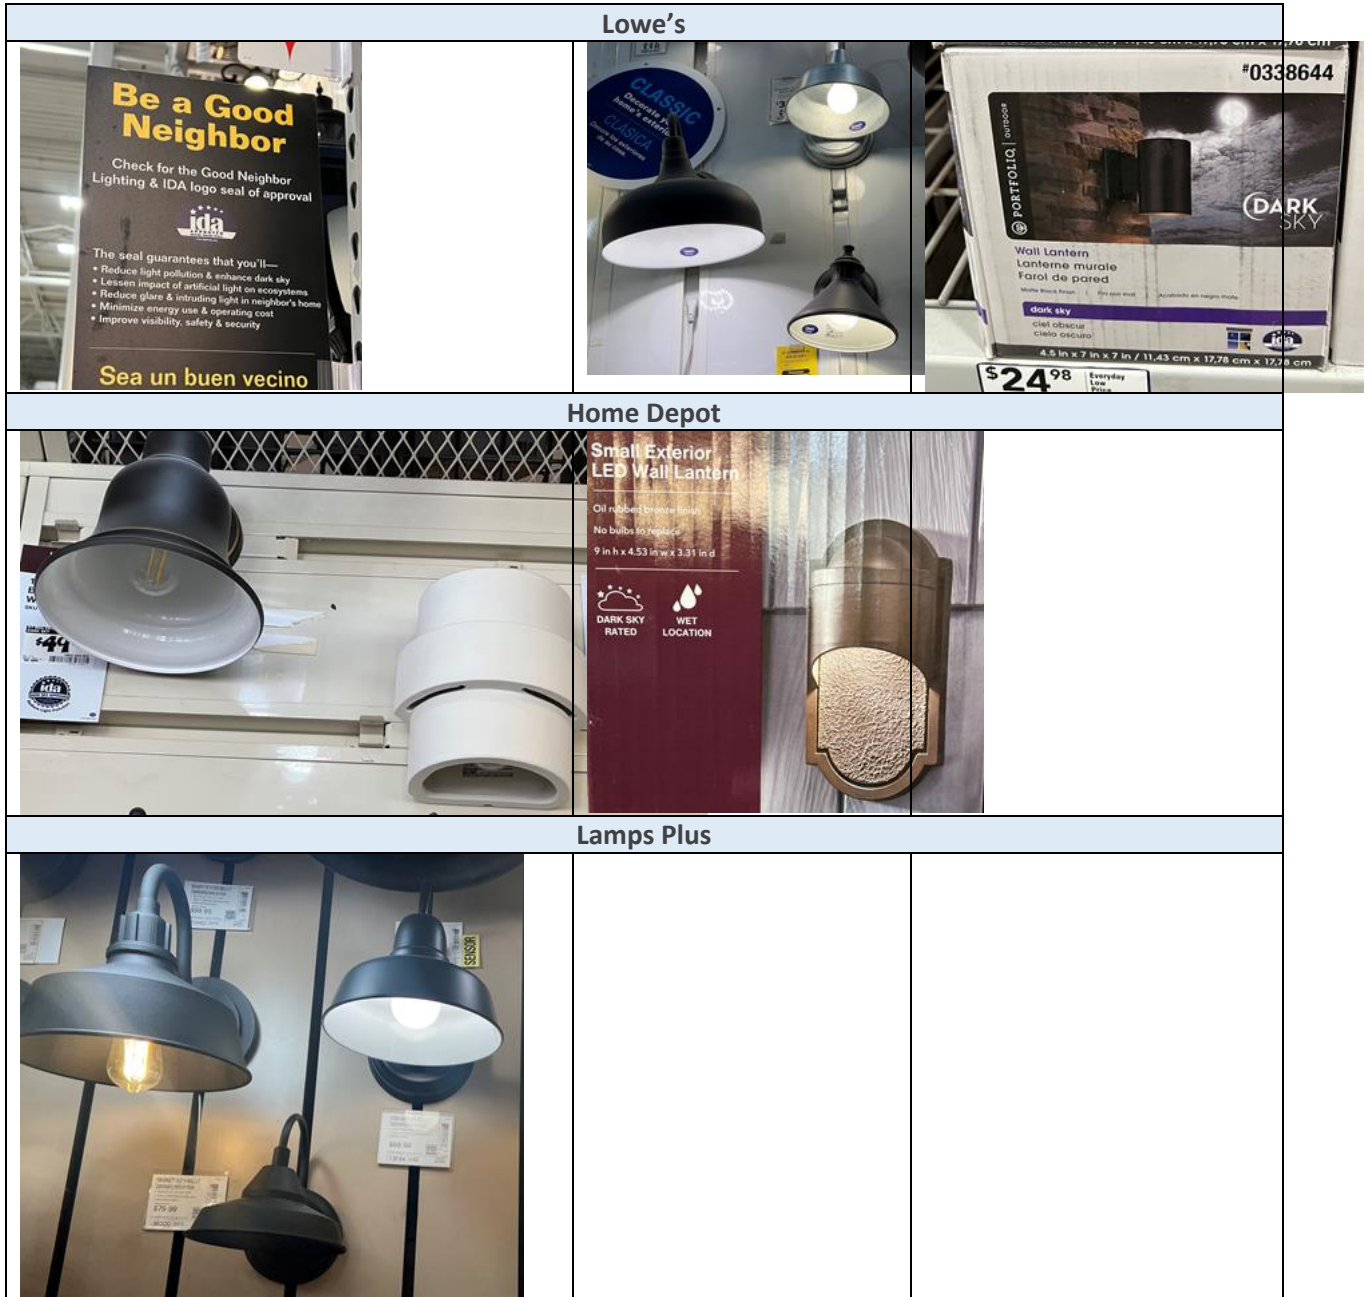 Lowe's
Be a Good
Neighbor
Check for the Good Neighbor
Lighting & IDA logo seal of approval
ida
The seal guarantees that you'll—
• Reduce light pollution & enhance dark sky
• Lessen impact of artificial light on ecosystems
• Reduce glare & intruding light in neighbor's home
• Minimize energy use & operating cost
• Improve visibility, safety & security
Sea un buen vecino
CLASSIC
Decorate your
home's exterior
CLÁSICA
#0338644
PORTFOLIO | OUTDOOR
DARK
SKY
Wall Lantern
Lanterne murale
Farol de pared
dark sky
ciel obscur
cielo oscuro
ida
4.5 in x 7 in x 7 in / 11,43 cm x 17,78 cm x 17,78 cm
$24.98 Everyday
Low
Price
Home Depot
$49
ida
Small Exterior
LED Wall Lantern
Oil rubbed bronze finish
No bulbs to replace
9 in h x 4.53 in w x 3.31 in d
DARK SKY
RATED
WET
LOCATION
Lamps Plus
SENSOR